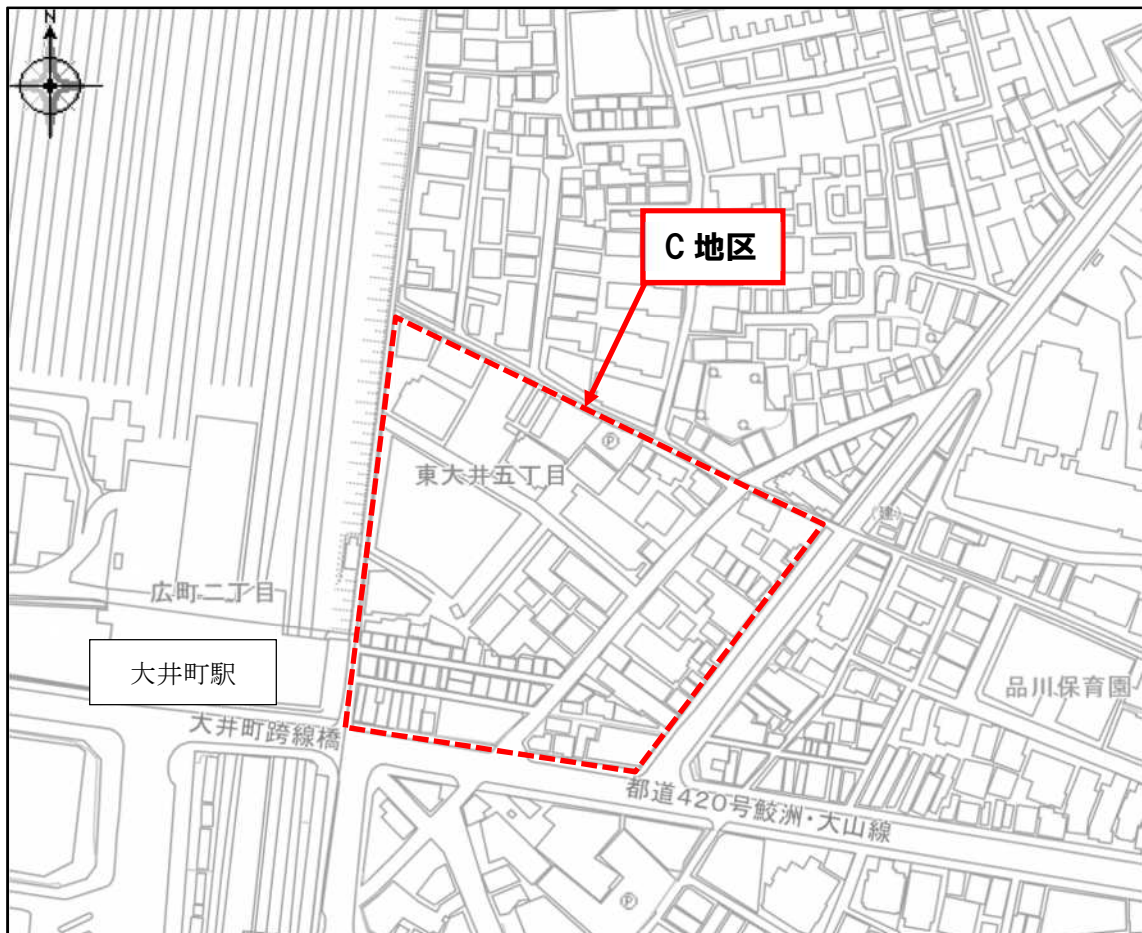 N
C 地区
Ⓟ
東大井五丁目
(建)
広町二丁目
大井町駅
品川保育園
大井町跨線橋
都道420号鮫洲・大山線
Ⓟ